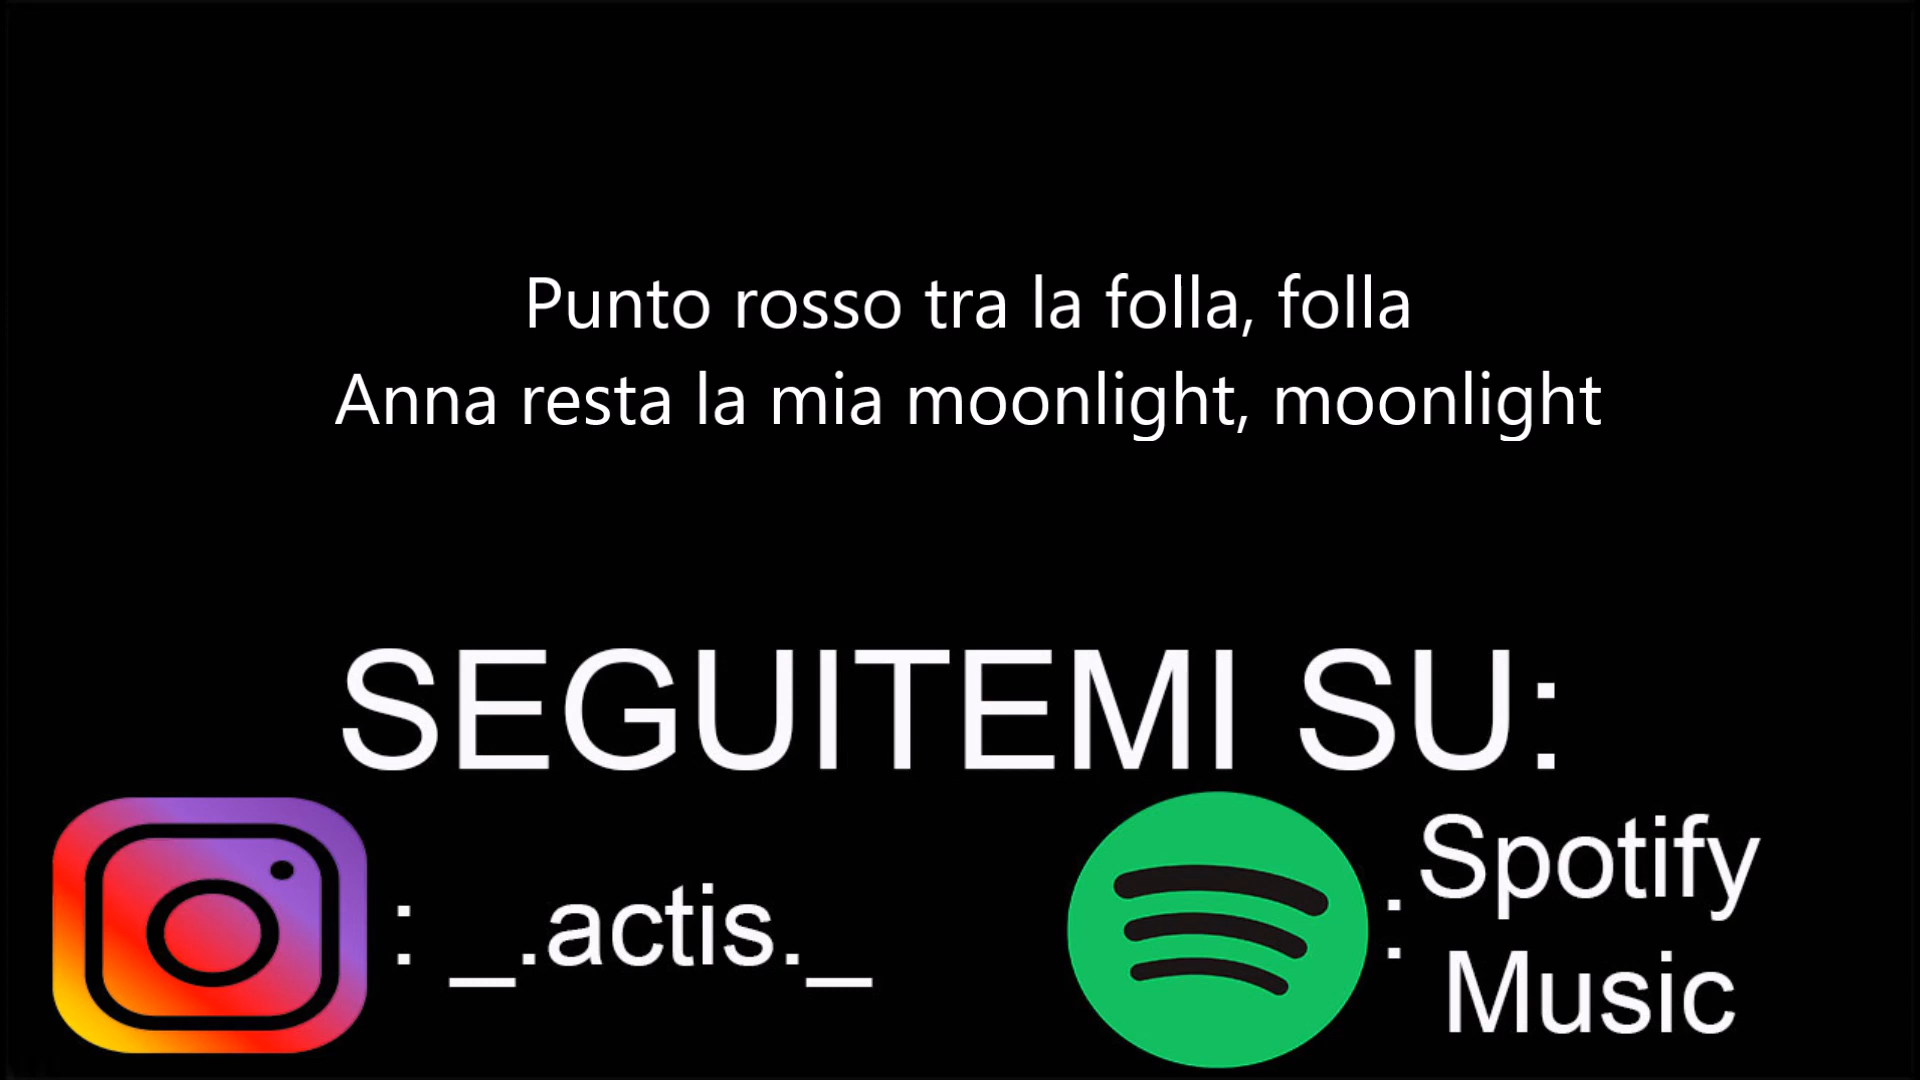 Punto rosso tra la folla, folla
Anna resta la mia moonlight, moonlight
SEGUITEMI SU:
: _.actis._
: Spotify
Music